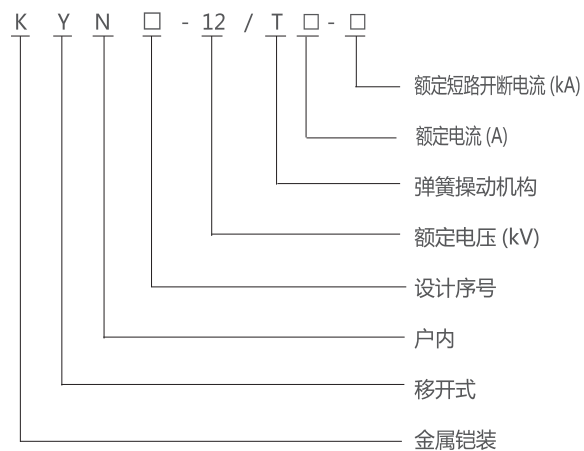 K Y N □ - 12 / T □ - □
额定短路开断电流 (kA)
额定电流 (A)
弹簧操动机构
额定电压 (kV)
设计序号
户内
移开式
金属铠装